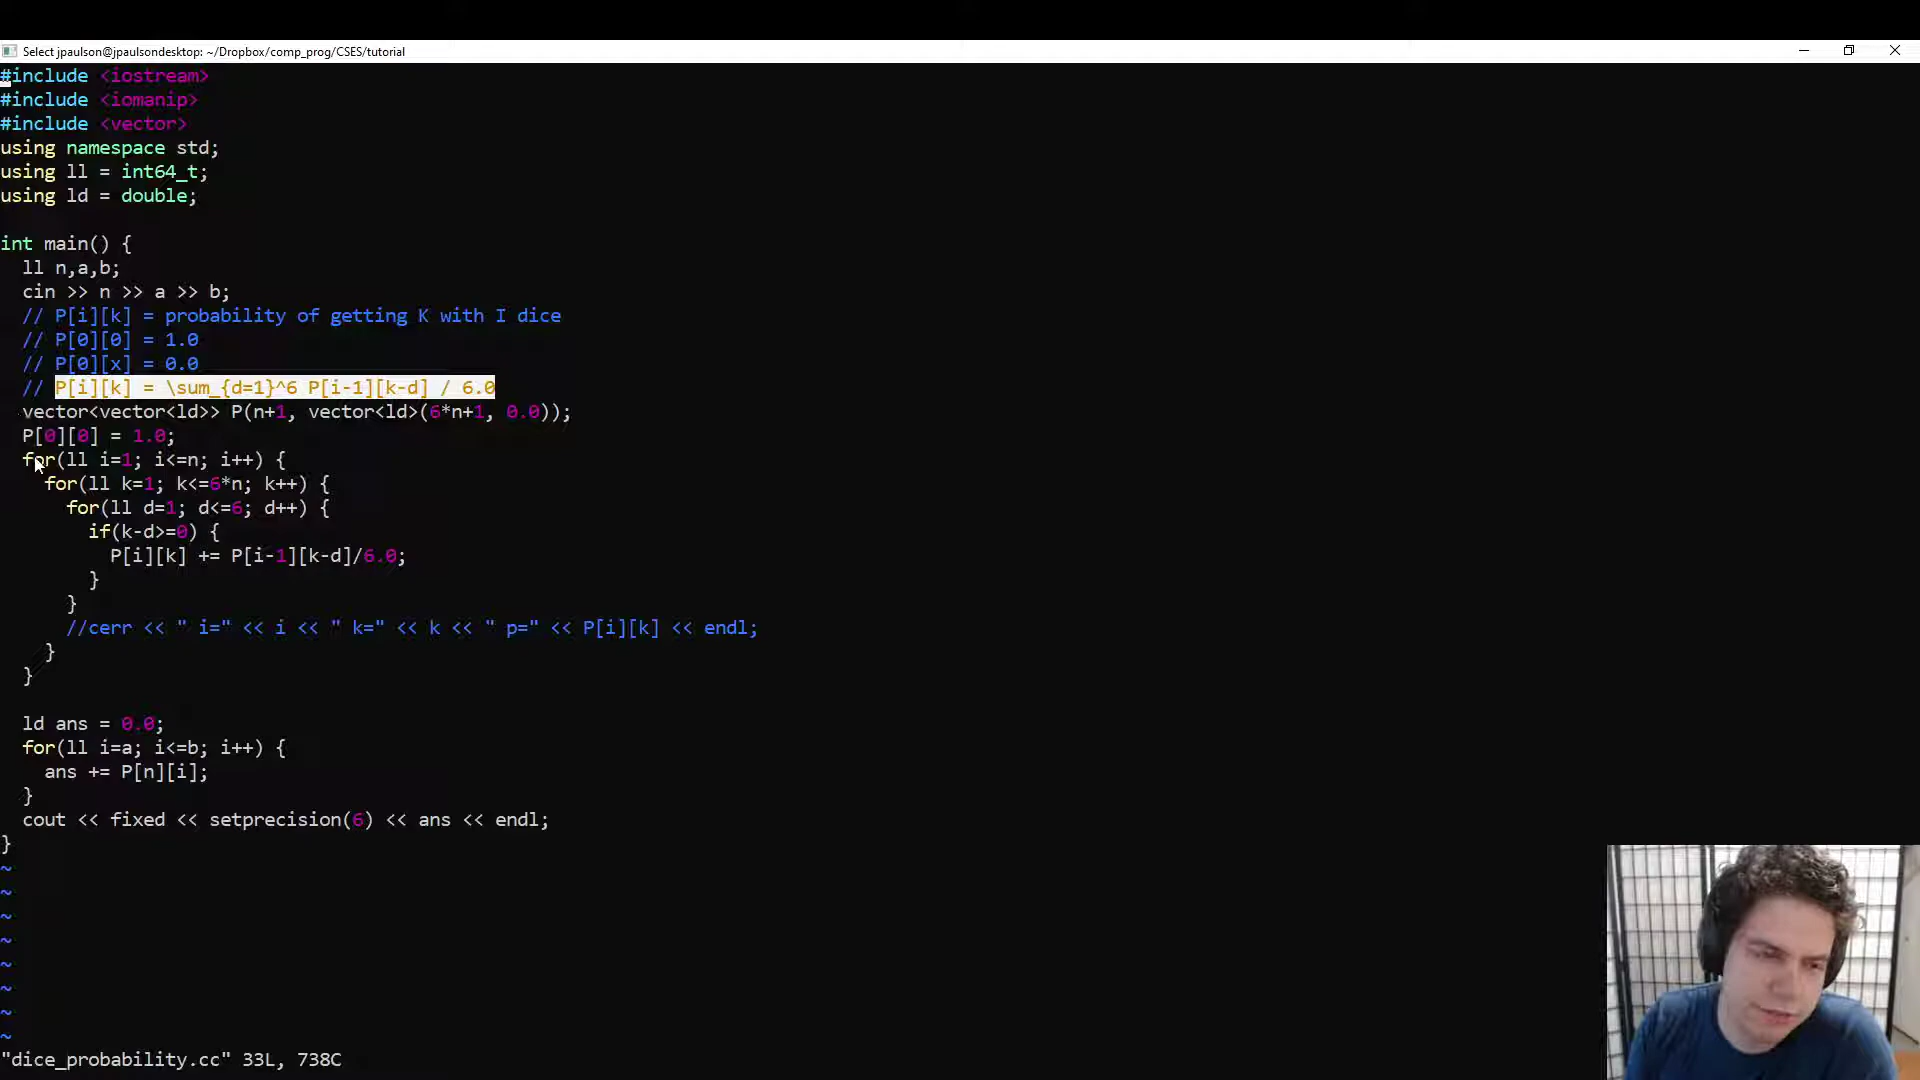 Select jpaulson@jpaulsondesktop: ~/Dropbox/comp_prog/CSES/tutorial
#include <iostream>
#include <iomanip>
#include <vector>
using namespace std;
using ll = int64_t;
using ld = double;
int main() {
  ll n,a,b;
  cin >> n >> a >> b;
  // P[i][k] = probability of getting K with I dice
  // P[0][0] = 1.0
  // P[0][x] = 0.0
  // P[i][k] = \sum_{d=1}^6 P[i-1][k-d] / 6.0
  vector<vector<ld>> P(n+1, vector<ld>(6*n+1, 0.0));
  P[0][0] = 1.0;
  for(ll i=1; i<=n; i++) {
    for(ll k=1; k<=6*n; k++) {
      for(ll d=1; d<=6; d++) {
        if(k-d>=0) {
          P[i][k] += P[i-1][k-d]/6.0;
        }
      }
      //cerr << " i=" << i << " k=" << k << " p=" << P[i][k] << endl;
    }
  }
  ld ans = 0.0;
  for(ll i=a; i<=b; i++) {
    ans += P[n][i];
  }
  cout << fixed << setprecision(6) << ans << endl;
}
~
~
~
~
~
~
~
~
"dice_probability.cc" 33L, 738C